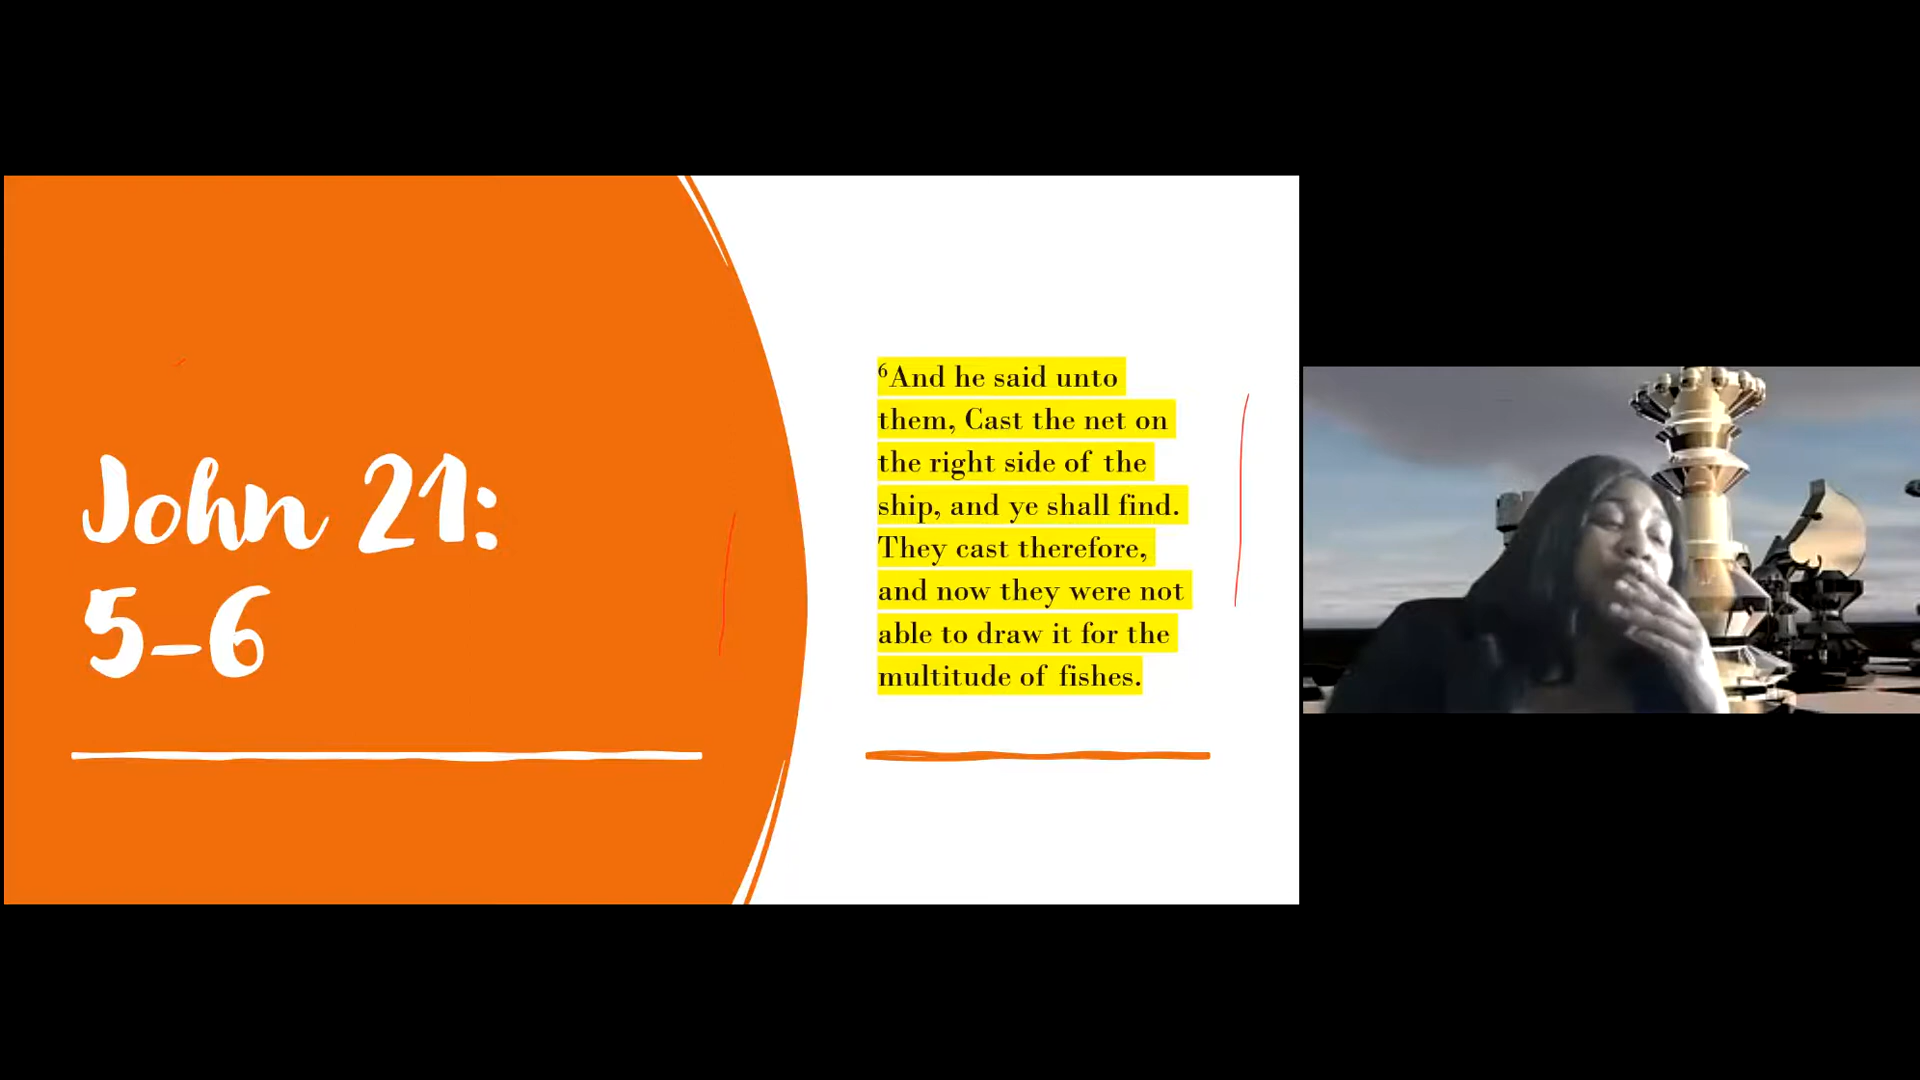 John 21:
5-6
6And he said unto
them, Cast the net on
the right side of the
ship, and ye shall find.
They cast therefore,
and now they were not
able to draw it for the
multitude of fishes.